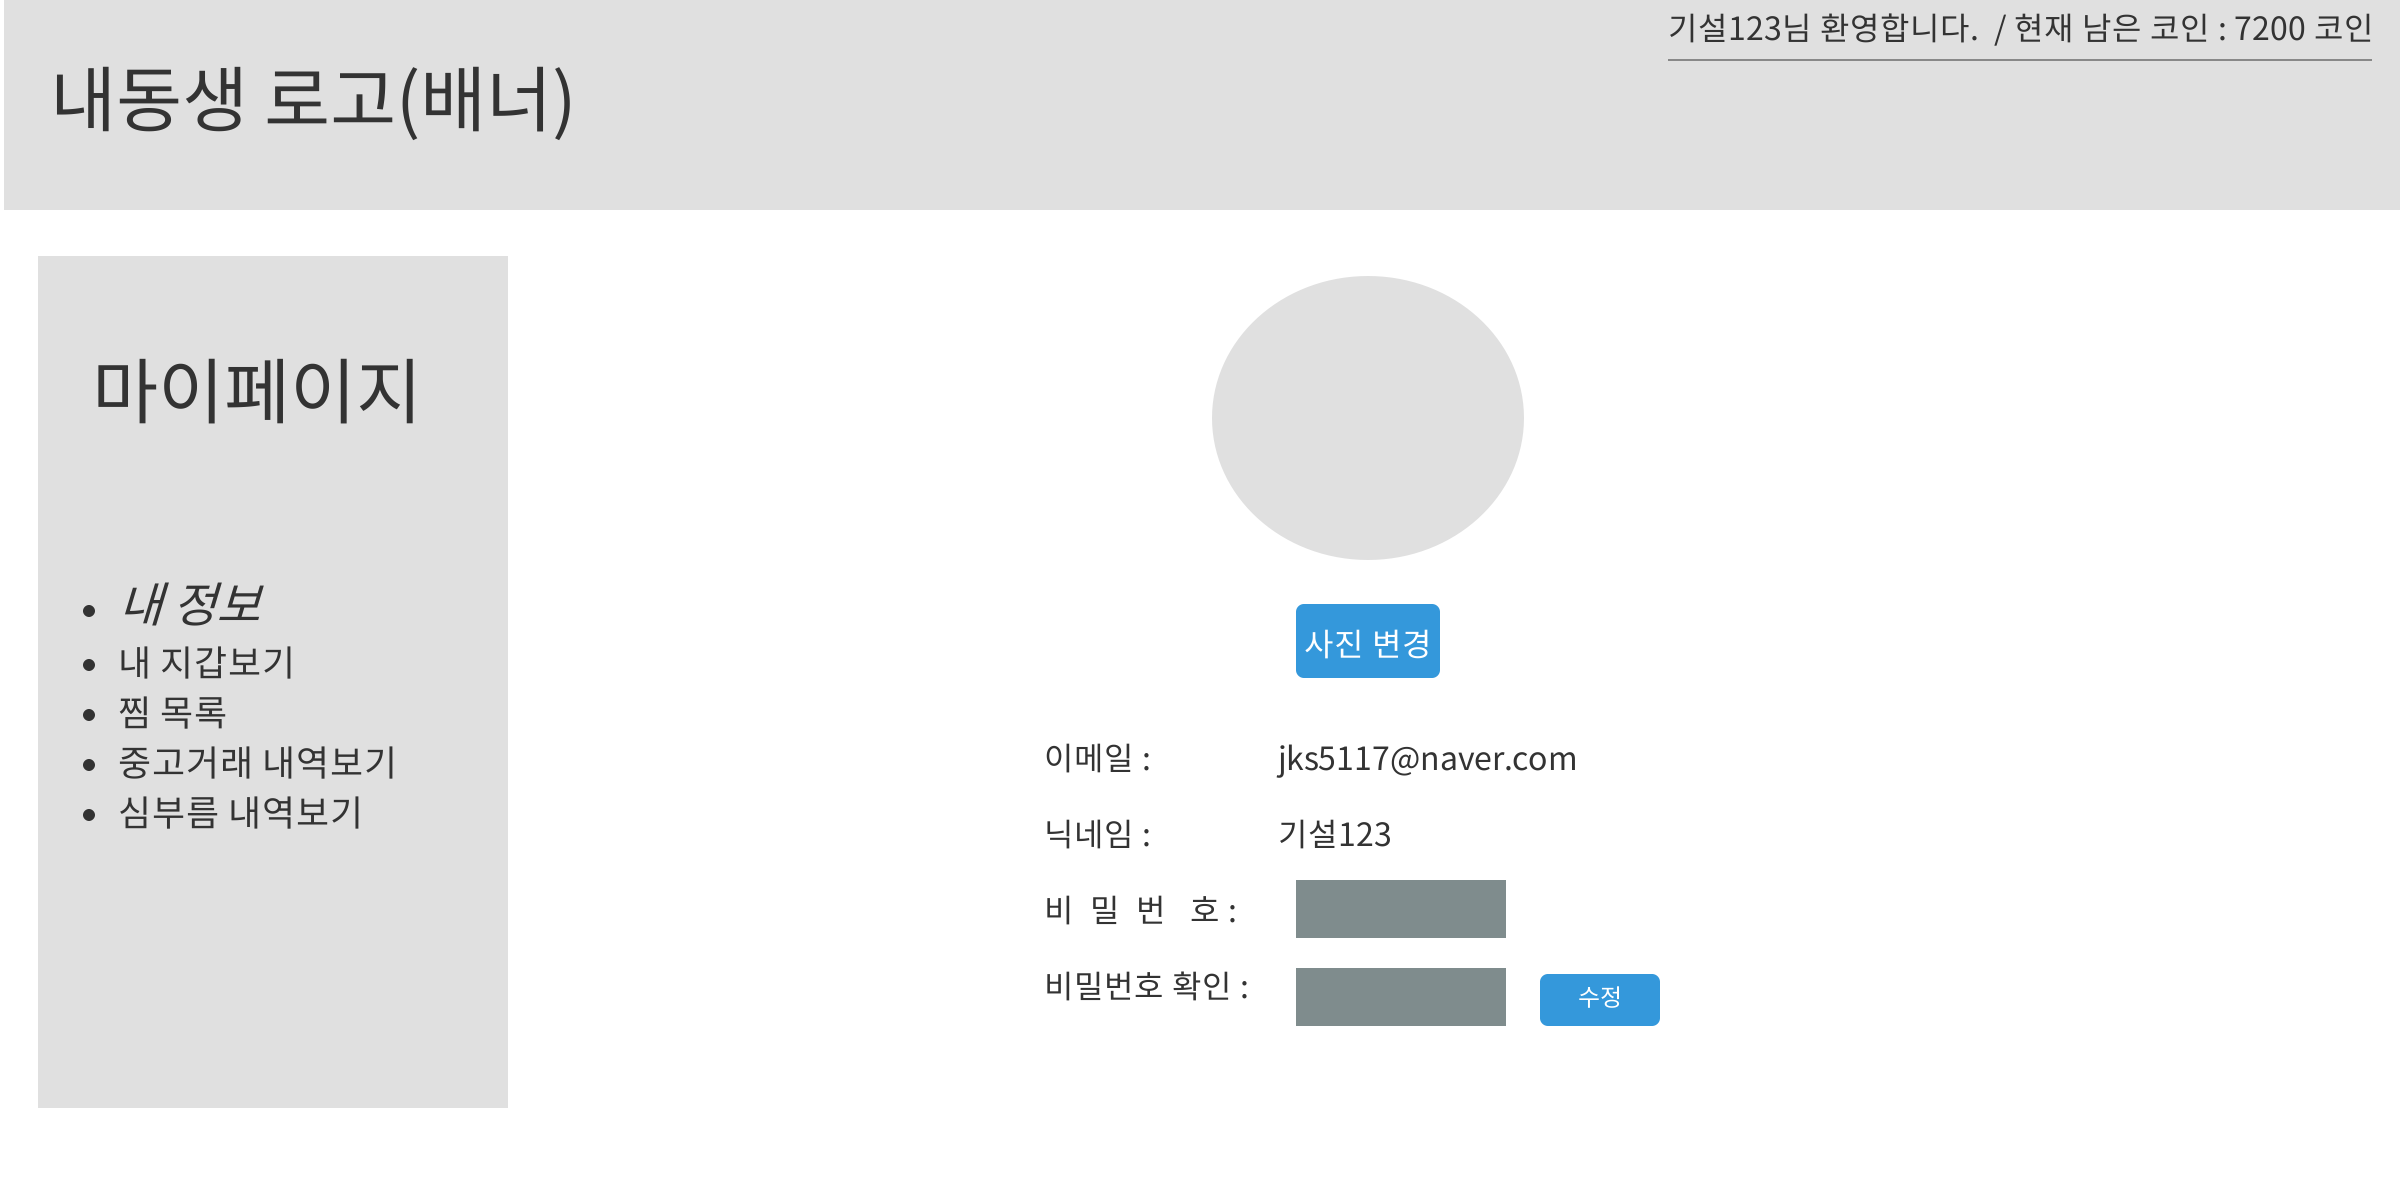 기설123님 환영합니다.  / 현재 남은 코인 : 7200 코인
내동생 로고(배너)
마이페이지
내 정보
내 지갑보기
찜 목록
중고거래 내역보기
심부름 내역보기
사진 변경
이메일 : jks5117@naver.com
닉네임 : 기설123
비 밀 번 호 :
비밀번호 확인 :
수정